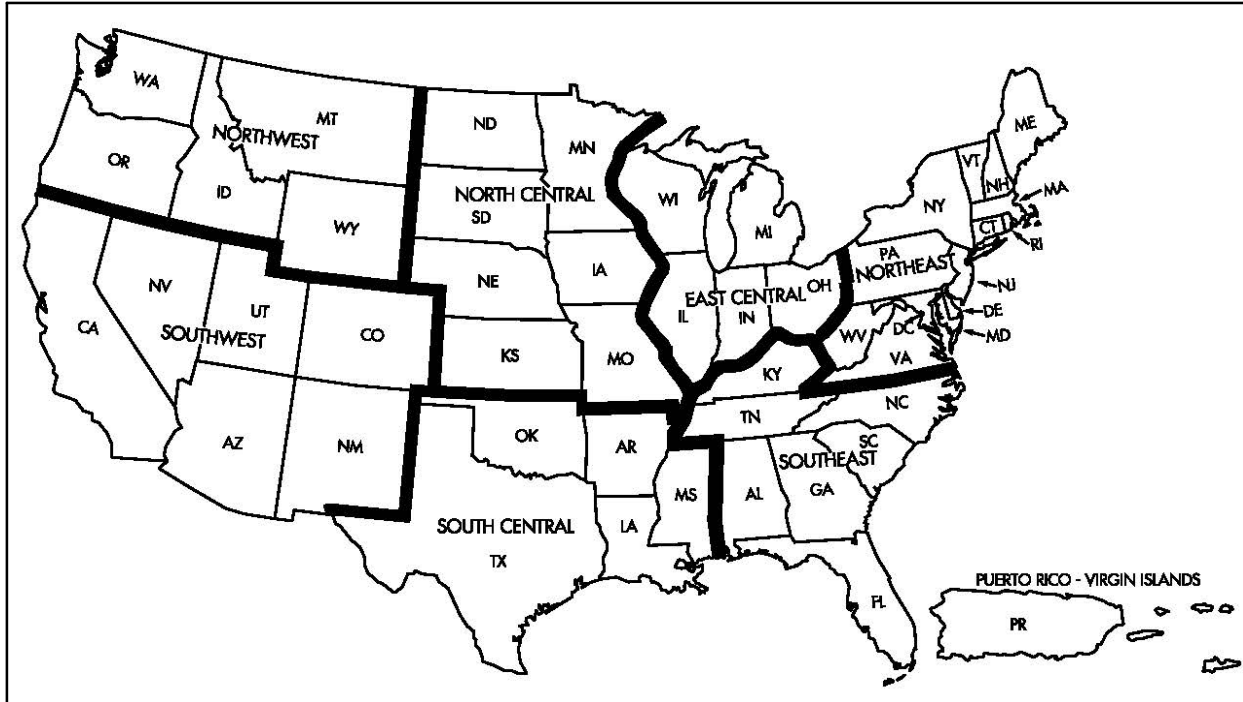 WA
MT
ND
MN
ME
NORTHWEST
VT
OR
NH
MA
ID
NORTH CENTRAL
WI
NY
SD
WY
MI
CT
RI
PA
NORTHEAST
IA
NE
OH
NV
EAST CENTRAL
NJ
UT
IL
IN
DE
CA
SOUTHWEST
CO
WV
DC
MD
KS
MO
VA
KY
NC
TN
AZ
NM
OK
AR
SC
SOUTHEAST
MS
AL
GA
SOUTH CENTRAL
LA
TX
PUERTO RICO - VIRGIN ISLANDS
FL
PR